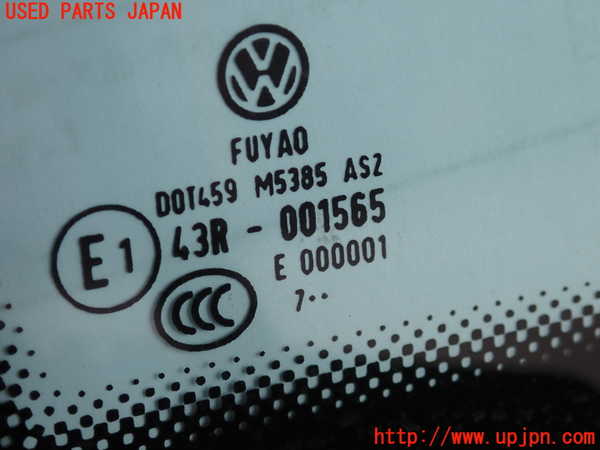 USED PARTS JAPAN
FUYAO
DOT459 M5385 AS2
E1 43R - 001565
E 000001
CCC
7••
http://www.upjpn.com/